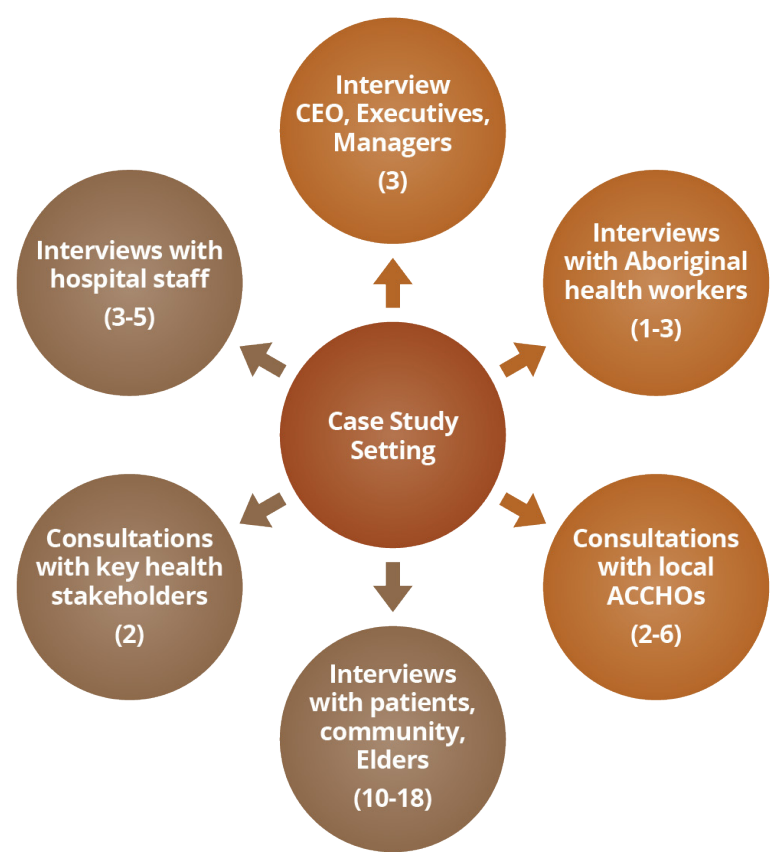 Interview
CEO, Executives,
Managers
(3)
Interviews
with Aboriginal
health workers
(1-3)
Consultations
with local
ACCHOs
(2-6)
Interviews
with patients,
community,
Elders
(10-18)
Consultations
with key health
stakeholders
(2)
Interviews with
hospital staff
(3-5)
Case Study
Setting